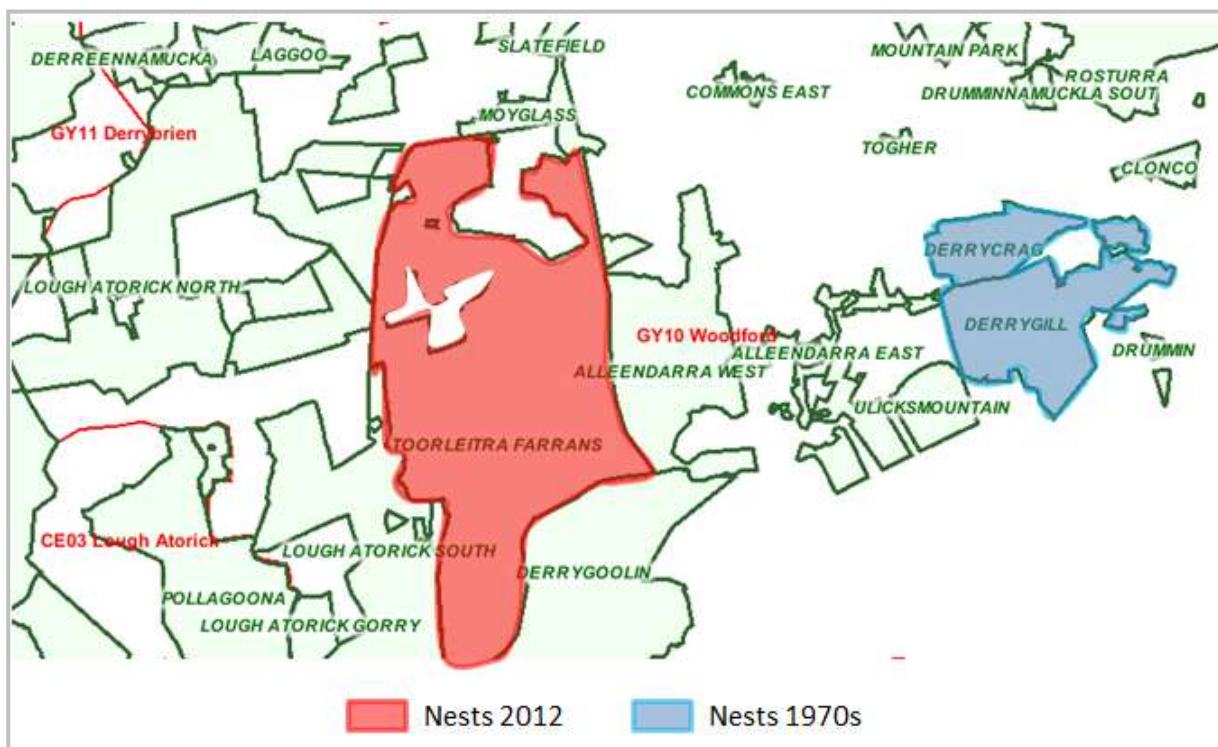 SLATEFIELD
MOUNTAIN PARK
DERREENNAMUCKA
LAGGOO
ROSTURRA
COMMONS EAST
DRUMMINNAMUCKLA SOUT
MOYGLASS
GY11 Derrybrien
TOGHER
CLONCO
DERRYCRAG
LOUGH ATORICK NORTH
DERRYGILL
GY10 Woodford
ALLEENDARRA EAST
DRUMMIN
ALLEENDARRA WEST
ULICKSMOUNTAIN
TOORLEITRA FARRANS
CE03 Lough Atorick
LOUGH ATORICK SOUTH
DERRYGOOLIN
POLLAGOONA
LOUGH ATORICK GORRY
Nests 2012
Nests 1970s